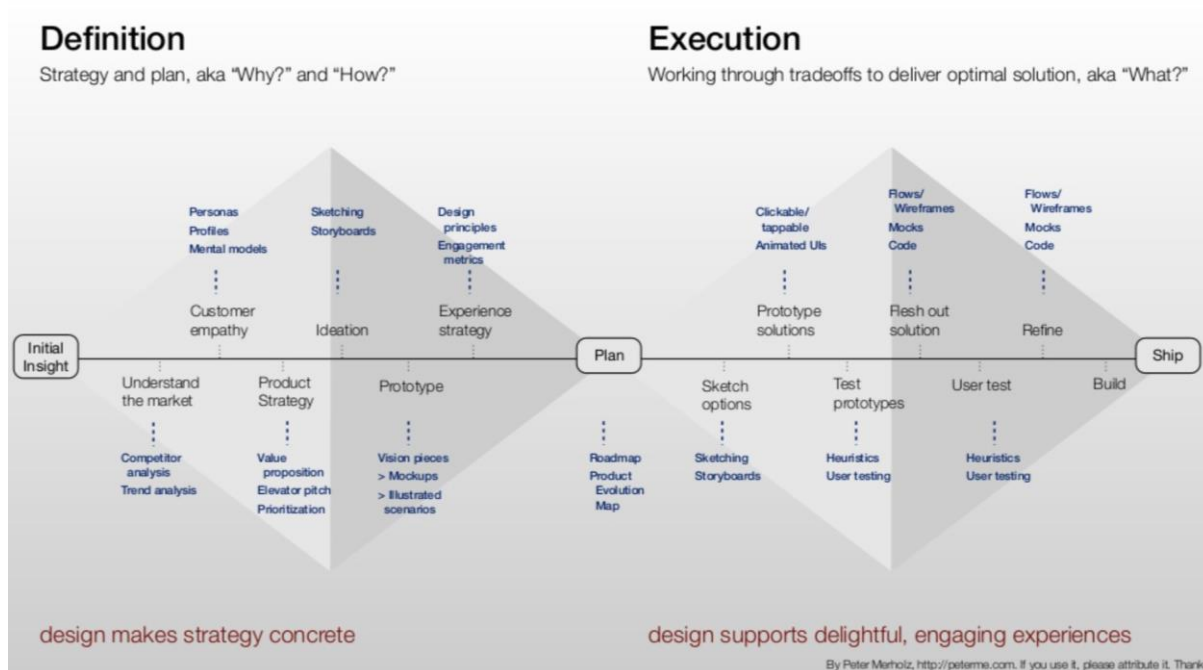 Definition
Strategy and plan, aka “Why?” and “How?”
Execution
Working through tradeoffs to deliver optimal solution, aka “What?”
Personas
Profiles
Mental models
Sketching
Storyboards
Design
principles
Engagement
metrics
Clickable/
tappable
Animated UIs
Flows/
Wireframes
Mocks
Code
Flows/
Wireframes
Mocks
Code
Customer
empathy
Ideation
Experience
strategy
Prototype
solutions
Flesh out
solution
Refine
Initial
Insight
Plan
Ship
Understand
the market
Product
Strategy
Prototype
Sketch
options
Test
prototypes
User test
Build
Competitor
analysis
Trend analysis
Value
proposition
Elevator pitch
Prioritization
Vision pieces
> Mockups
> Illustrated
scenarios
Roadmap
Product
Evolution
Map
Sketching
Storyboards
Heuristics
User testing
Heuristics
User testing
design makes strategy concrete
design supports delightful, engaging experiences
By Peter Merholz, http://peterme.com. If you use it, please attribute it. Thank